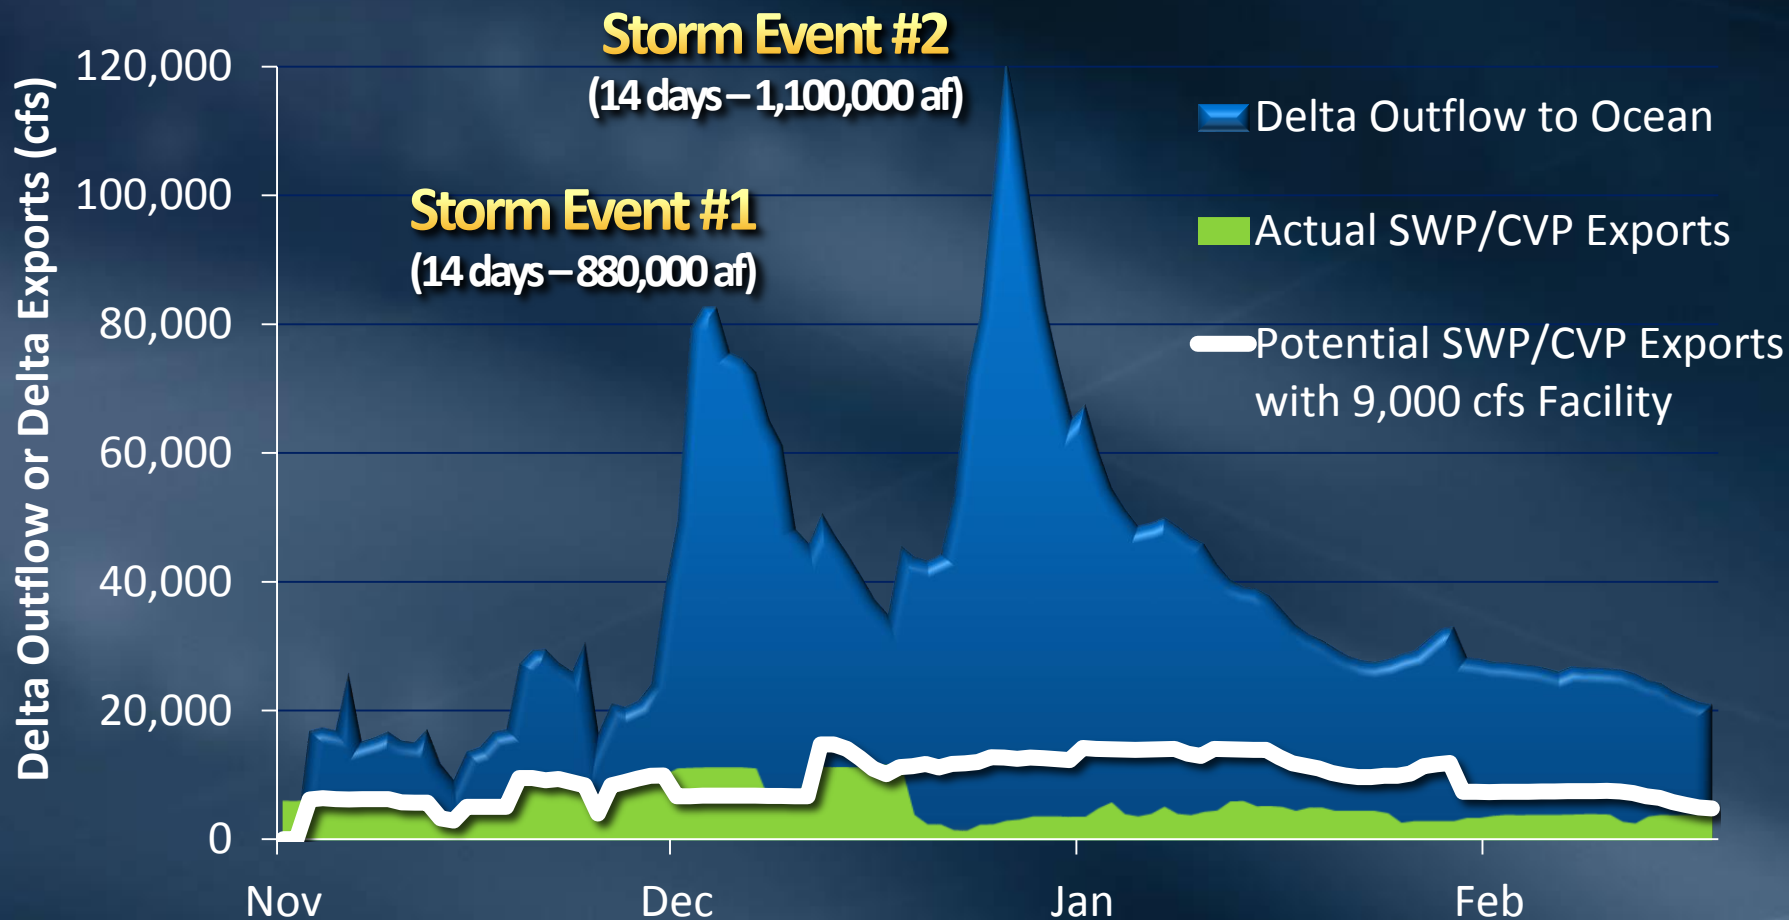 Storm Event #2
(14 days – 1,100,000 af)
Storm Event #1
(14 days – 880,000 af)
Delta Outflow to Ocean
Actual SWP/CVP Exports
Potential SWP/CVP Exports
with 9,000 cfs Facility
Delta Outflow or Delta Exports (cfs)
120,000
100,000
80,000
60,000
40,000
20,000
0
Nov
Dec
Jan
Feb